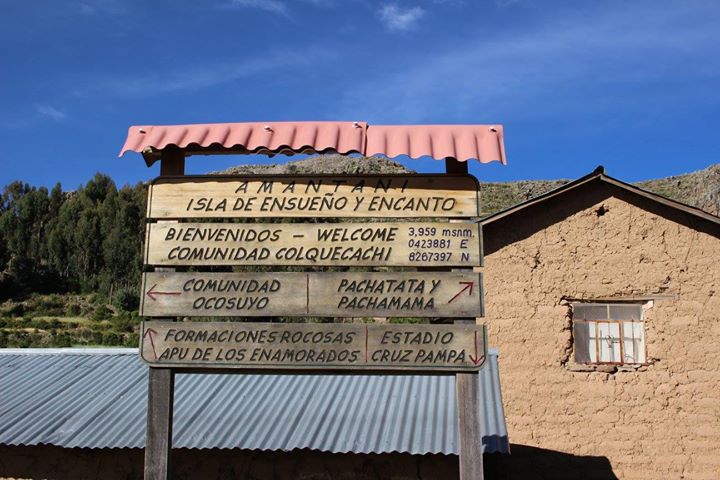 AMANTANI
ISLA DE ENSUEÑO Y ENCANTO
BIENVENIDOS - WELCOME 3,959 msnm.
0423881 E
COMUNIDAD COLQUECACHI 8267397 N
COMUNIDAD
OCOSUYO
PACHATATA Y
PACHAMAMA
FORMACIONES ROCOSAS
APU DE LOS ENAMORADOS
ESTADIO
CRUZ PAMPA